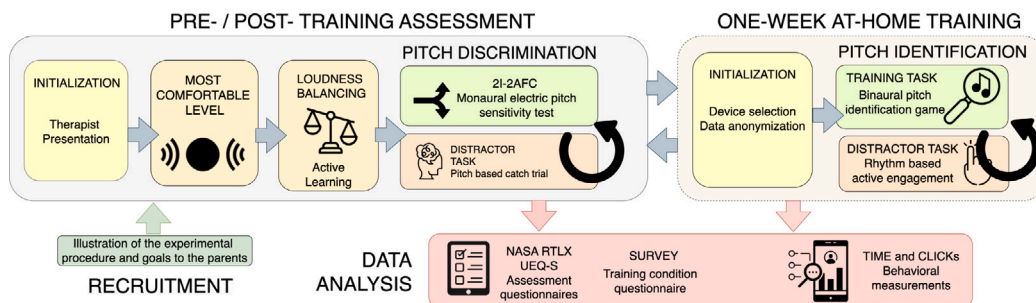 PRE- / POST- TRAINING ASSESSMENT
INITIALIZATION
Therapist
Presentation
MOST
COMFORTABLE
LEVEL
LOUDNESS
BALANCING
Active
Learning
PITCH DISCRIMINATION
2I-2AFC
Monaural electric pitch
sensitivity test
DISTRACTOR
TASK
Pitch based catch trial
ONE-WEEK AT-HOME TRAINING
INITIALIZATION
Device selection
Data anonymization
PITCH IDENTIFICATION
TRAINING TASK
Binaural pitch
identification game
DISTRACTOR TASK
Rhythm based
active engagement
Illustration of the experimental
procedure and goals to the parents
RECRUITMENT
DATA
ANALYSIS
NASA RTLX
UEQ-S
Assessment
questionnaires
SURVEY
Training condition
questionnaire
TIME and CLICKs
Behavioral
measurements